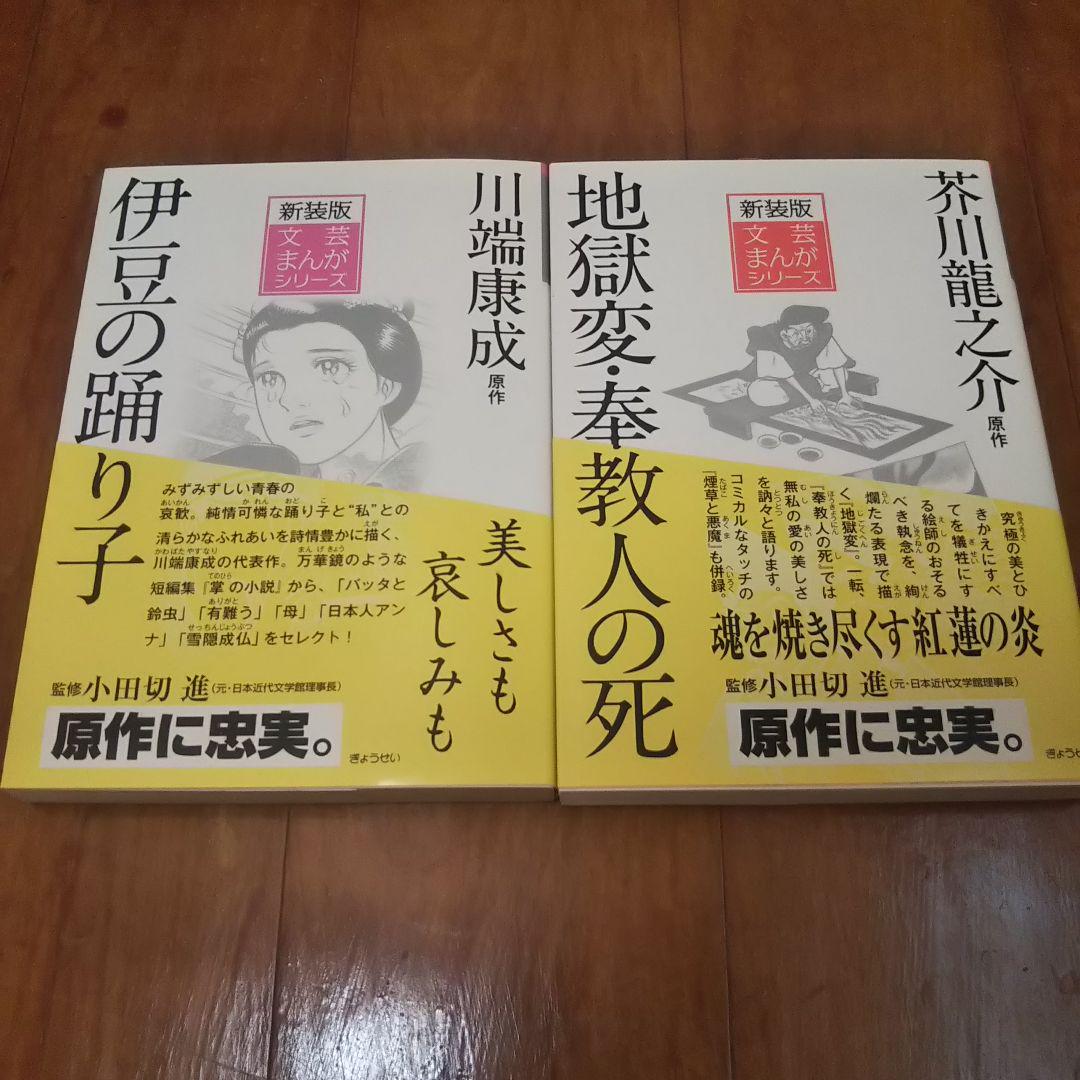 伊豆の踊り子
新装版
文芸
まんが
シリーズ
川端康成
原作
みずみずしい青春の
哀歓。純情可憐な踊り子と“私”との
清らかなふれあいを詩情豊かに描く、
川端康成の代表作。万華鏡のような
短編集『掌の小説』から、「バッタと
鈴虫」「有難う」「母」「日本人アン
ナ」「雪隠成仏」をセレクト!
美しさも
哀しみも
監修 小田切 進(元・日本近代文学館理事長)
原作に忠実。
ぎょうせい
地獄変・奉教人の死
新装版
文芸
まんが
シリーズ
芥川龍之介
原作
究極の美とひ
きかえにすべ
てを犠牲にす
る絵師のおそる
べき執念を、絢
爛たる表現で描
く『地獄変』。一転、
『奉教人の死』では
無私の愛の美しさ
を訥々と語ります。
コミカルなタッチの
『煙草と悪魔』も併録。
魂を焼き尽くす紅蓮の炎
監修 小田切 進(元・日本近代文学館理事長)
原作に忠実。
ぎょうせ